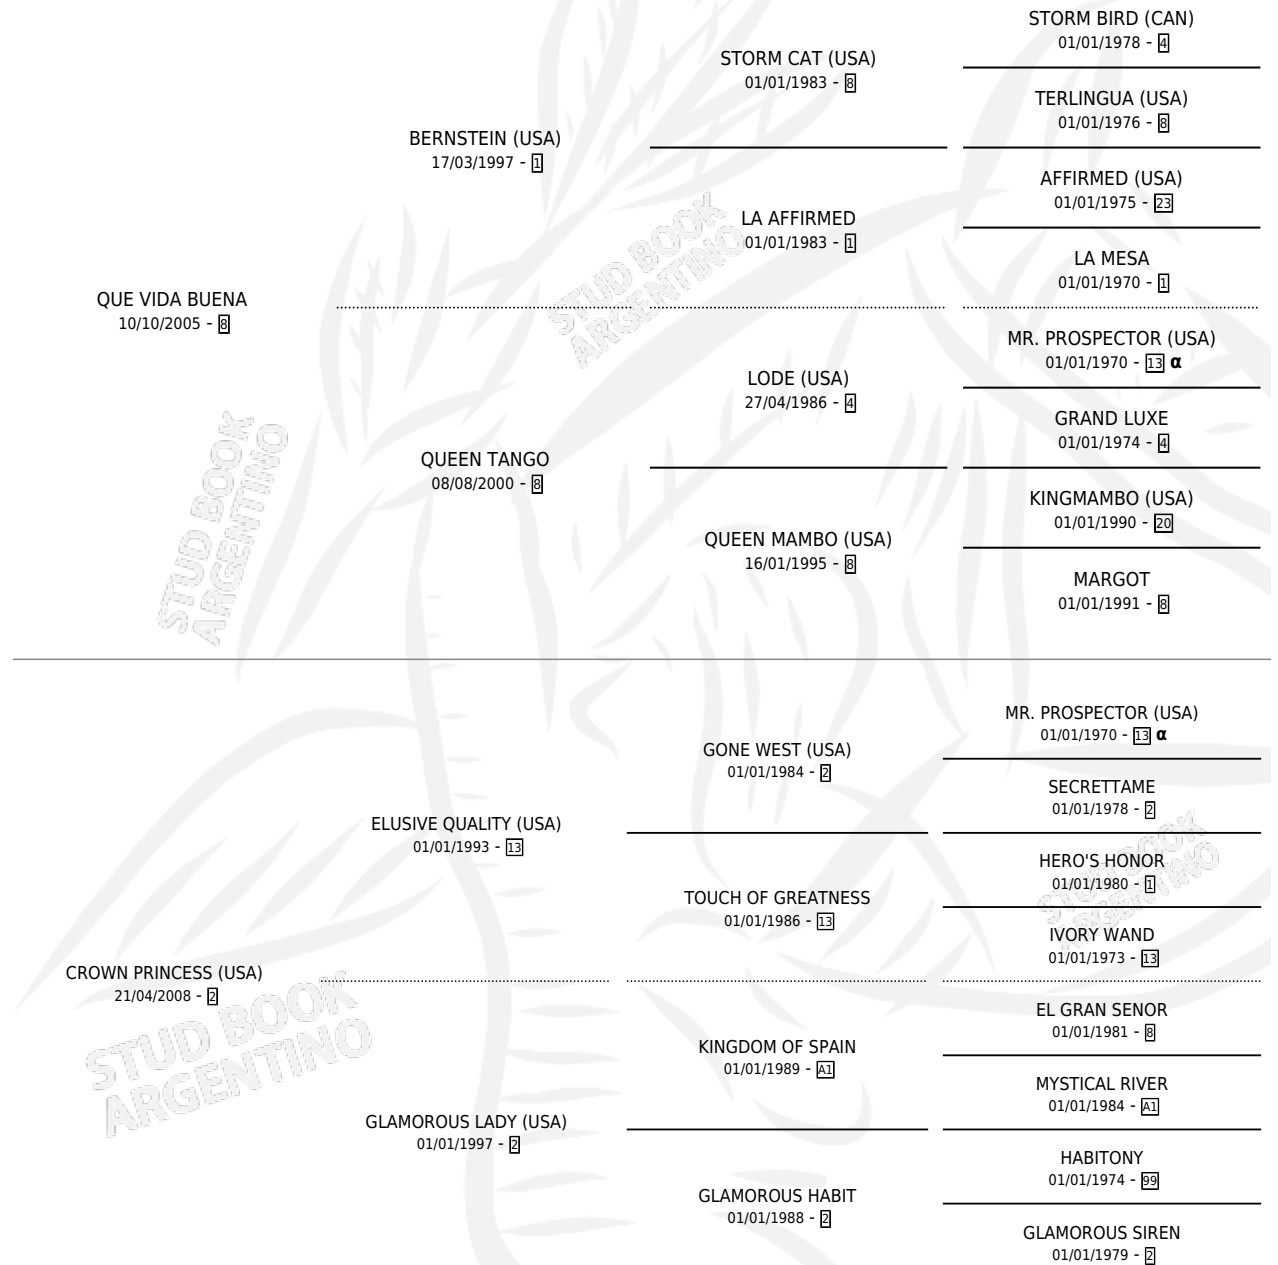 STORM BIRD (CAN)
01/01/1978 - 4
STORM CAT (USA)
01/01/1983 - 8
TERLINGUA (USA)
01/01/1976 - 8
BERNSTEIN (USA)
17/03/1997 - 1
AFFIRMED (USA)
01/01/1975 - 23
LA AFFIRMED
01/01/1983 - 1
LA MESA
01/01/1970 - 1
QUE VIDA BUENA
10/10/2005 - 8
MR. PROSPECTOR (USA)
01/01/1970 - 13 α
LODE (USA)
27/04/1986 - 4
GRAND LUXE
01/01/1974 - 4
QUEEN TANGO
08/08/2000 - 8
KINGMAMBO (USA)
01/01/1990 - 20
QUEEN MAMBO (USA)
16/01/1995 - 8
MARGOT
01/01/1991 - 8
MR. PROSPECTOR (USA)
01/01/1970 - 13 α
GONE WEST (USA)
01/01/1984 - 2
SECRETTAME
01/01/1978 - 2
ELUSIVE QUALITY (USA)
01/01/1993 - 13
HERO'S HONOR
01/01/1980 - 1
TOUCH OF GREATNESS
01/01/1986 - 13
IVORY WAND
01/01/1973 - 13
CROWN PRINCESS (USA)
21/04/2008 - 2
EL GRAN SENOR
01/01/1981 - 8
KINGDOM OF SPAIN
01/01/1989 - A1
MYSTICAL RIVER
01/01/1984 - A1
GLAMOROUS LADY (USA)
01/01/1997 - 2
HABITONY
01/01/1974 - 99
GLAMOROUS HABIT
01/01/1988 - 2
GLAMOROUS SIREN
01/01/1979 - 2
STUD BOOK
ARGENTINO
STUD BOOK
ARGENTINO
STUD BOOK
ARGENTINO
STUD BOOK
ARGENTINO